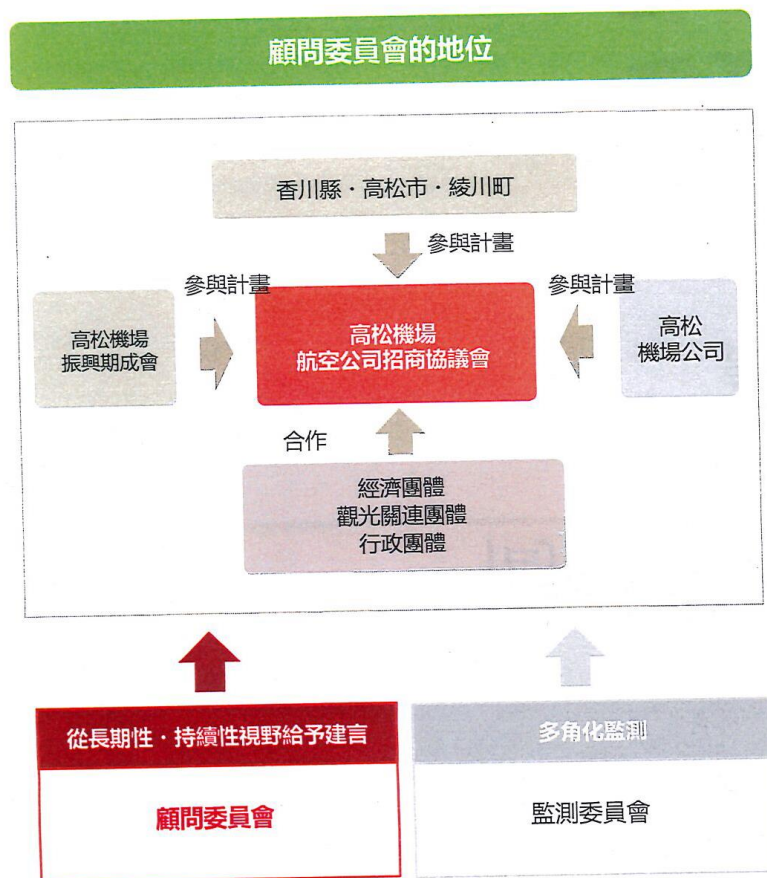 顧問委員會的地位
香川縣・高松市・綾川町
參與計畫
參與計畫
參與計畫
高松機場
振興期成會
高松機場
航空公司招商協議會
高松
機場公司
合作
經濟團體
觀光關連團體
行政團體
從長期性・持續性視野給予建言
顧問委員會
多角化監測
監測委員會